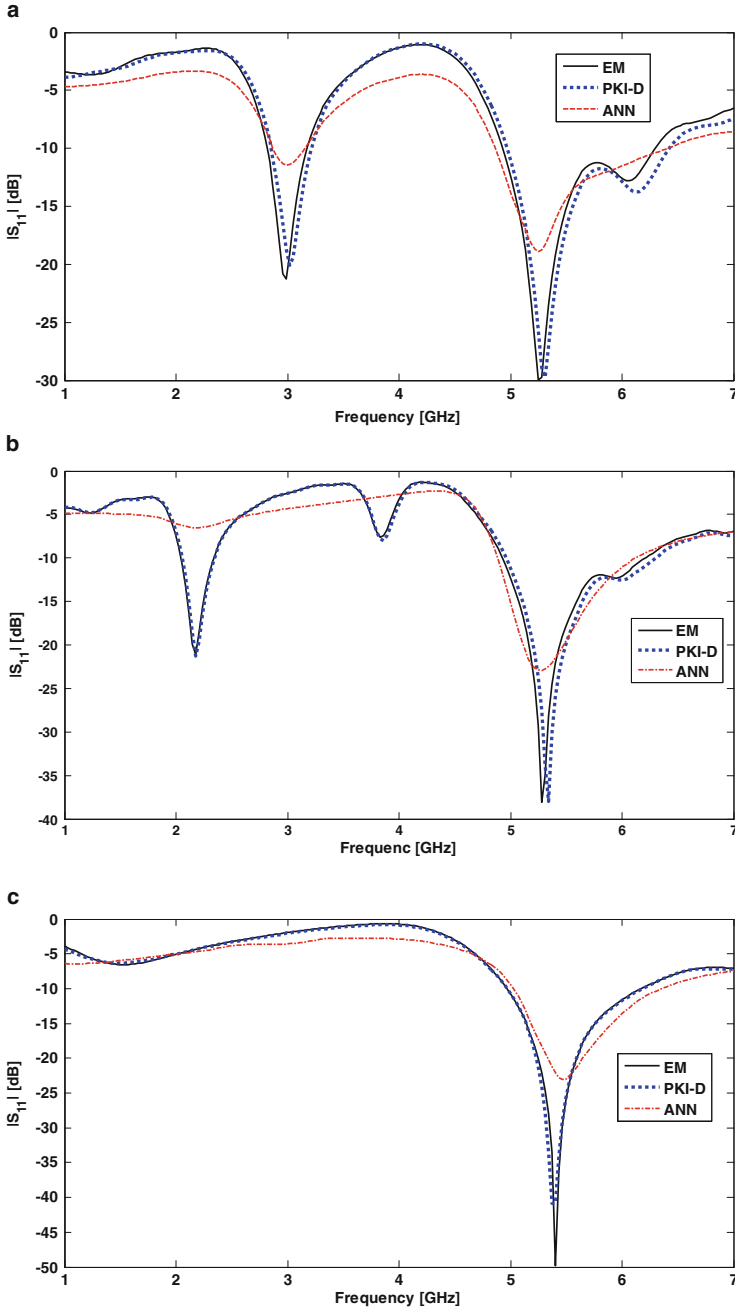 a
0
-5
-10
-15
-20
-25
-30
|S11| [dB]
EM
PKI-D
ANN
1 2 3 4 5 6 7
Frequency [GHz]
b
0
-5
-10
-15
-20
-25
-30
-35
-40
|S11| [dB]
EM
PKI-D
ANN
1 2 3 4 5 6 7
Frequenc [GHz]
c
0
-5
-10
-15
-20
-25
-30
-35
-40
-45
-50
|S11| [dB]
EM
PKI-D
ANN
1 2 3 4 5 6 7
Frequency [GHz]